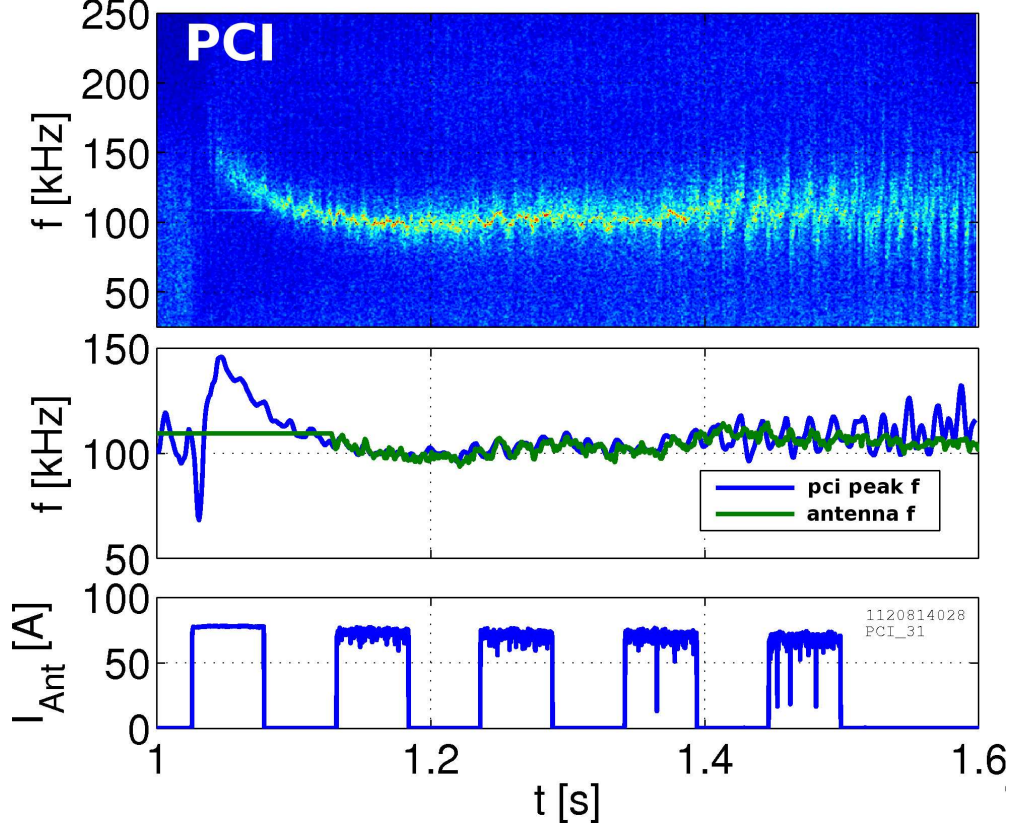 PCI
f [kHz]
250
200
150
100
50
f [kHz]
150
100
50
pci peak f
antenna f
I_Ant [A]
100
50
0
1120814028
PCI_31
1 1.2 1.4 1.6
t [s]